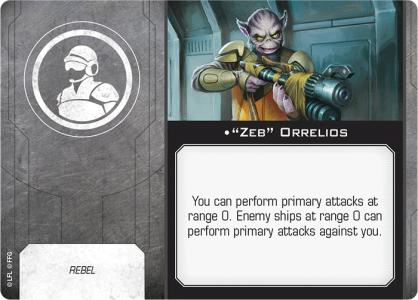 •"Zeb" Orrelios
You can perform primary attacks at
range 0. Enemy ships at range 0 can
perform primary attacks against you.
REBEL
© LFL © FFG